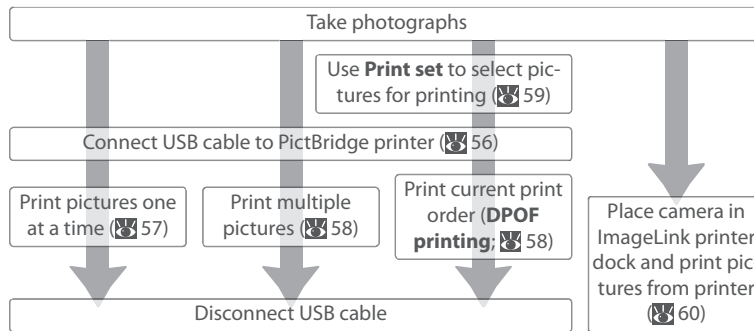 Take photographs
Use Print set to select pic-
tures for printing (59)
Connect USB cable to PictBridge printer (56)
Print pictures one
at a time (57)
Print multiple
pictures (58)
Print current print
order (DPOF
printing; 58)
Place camera in
ImageLink printer
dock and print pic-
tures from printer
(60)
Disconnect USB cable